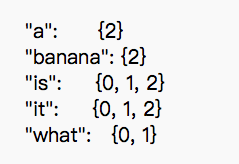 "a":      {2}
"banana": {2}
"is":     {0, 1, 2}
"it":     {0, 1, 2}
"what":   {0, 1}